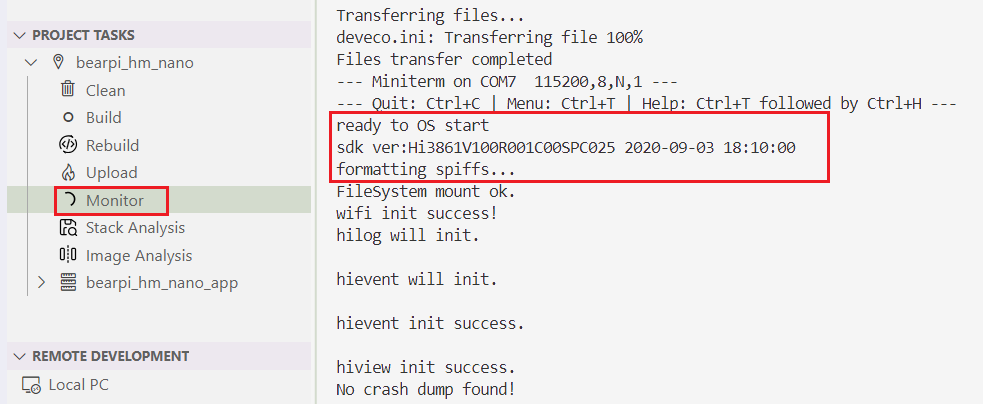 PROJECT TASKS
bearpi_hm_nano
Clean
Build
Rebuild
Upload
Monitor
Stack Analysis
Image Analysis
bearpi_hm_nano_app
REMOTE DEVELOPMENT
Local PC
Transferring files...
deveco.ini: Transferring file 100%
Files transfer completed
--- Miniterm on COM7  115200,8,N,1 ---
--- Quit: Ctrl+C | Menu: Ctrl+T | Help: Ctrl+T followed by Ctrl+H ---
ready to OS start
sdk ver:Hi3861V100R001C00SPC025 2020-09-03 18:10:00
formatting spiffs...
FileSystem mount ok.
wifi init success!
hilog will init.
hievent will init.
hievent init success.
hiview init success.
No crash dump found!